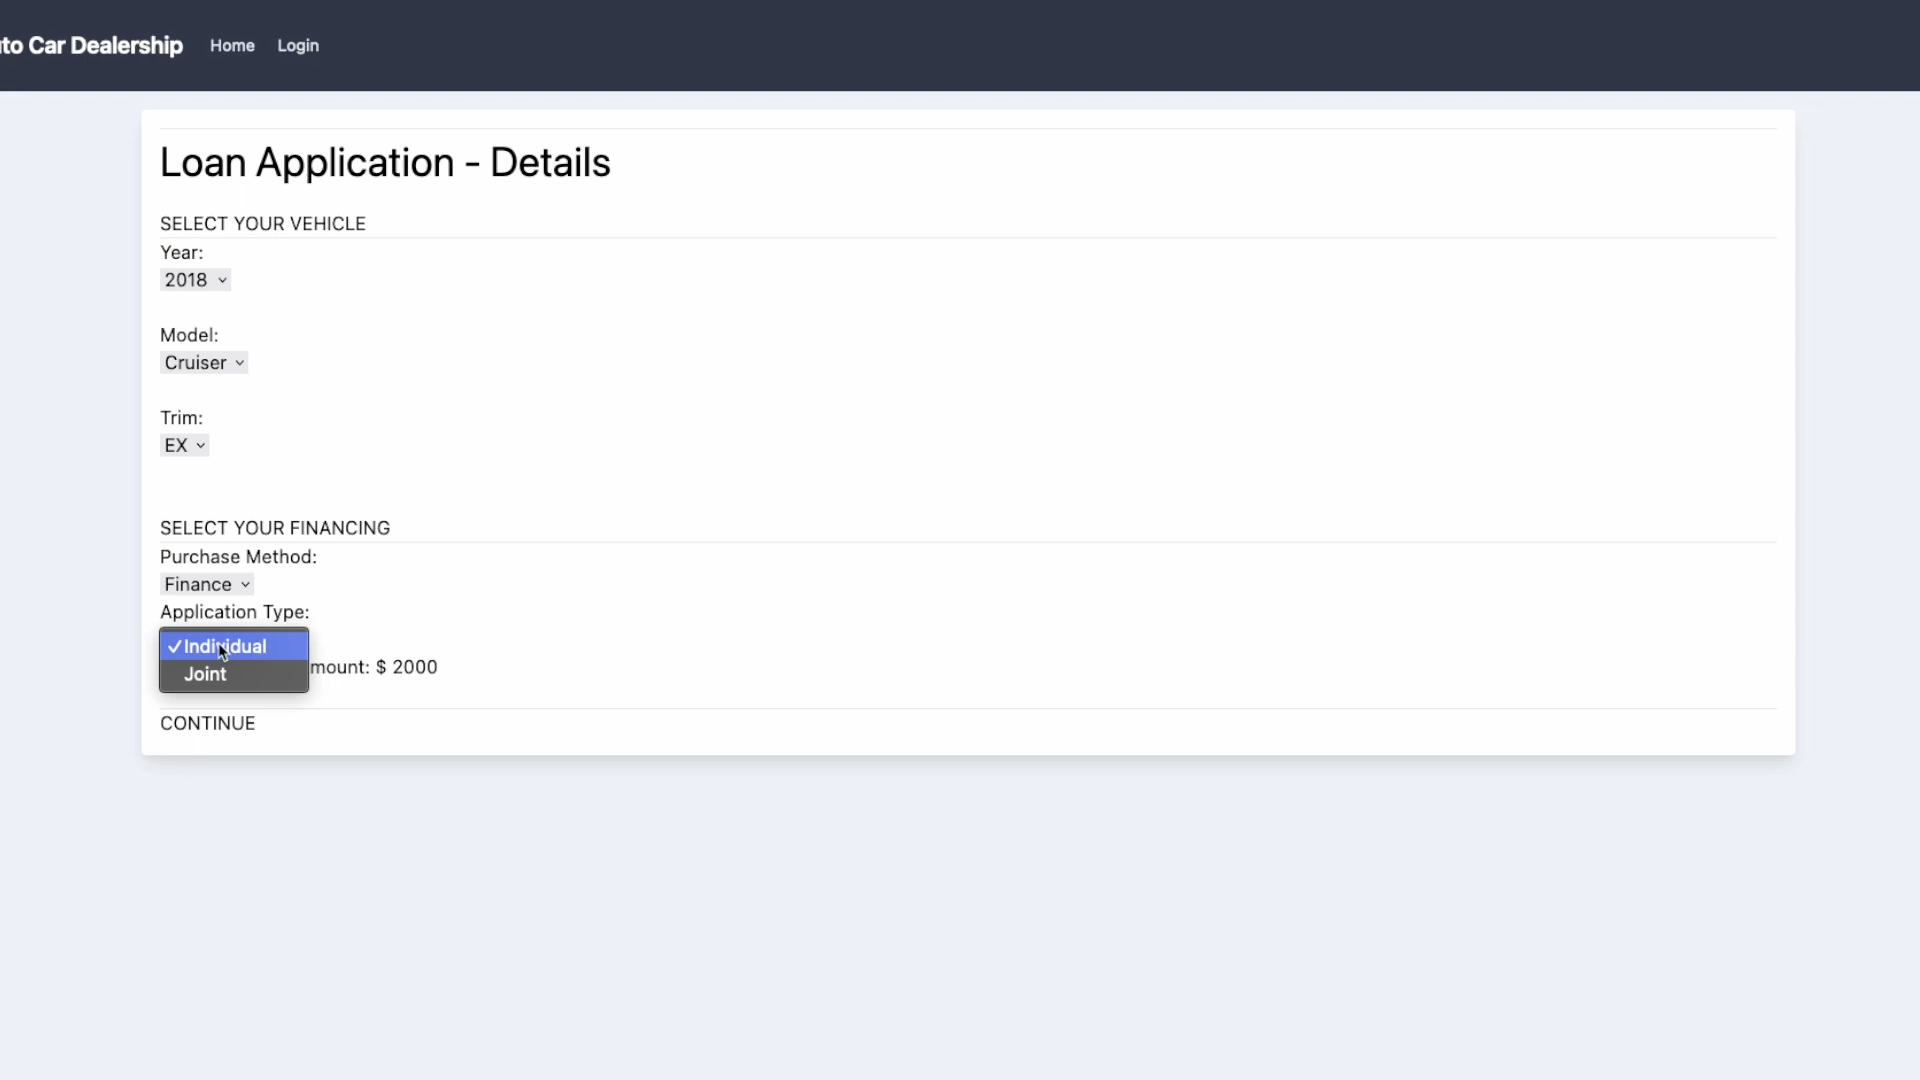 to Car Dealership Home Login
Loan Application - Details
SELECT YOUR VEHICLE
Year:
2018
Model:
Cruiser
Trim:
EX
SELECT YOUR FINANCING
Purchase Method:
Finance
Application Type:
✓Individual
Joint
mount: $ 2000
CONTINUE